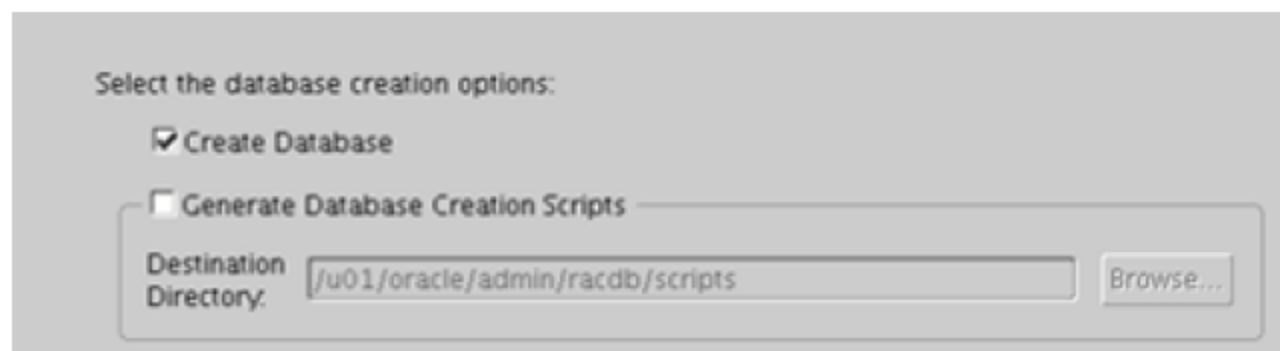 Select the database creation options:
Create Database
Generate Database Creation Scripts
Destination
Directory:
/u01/oracle/admin/racdb/scripts
Browse...